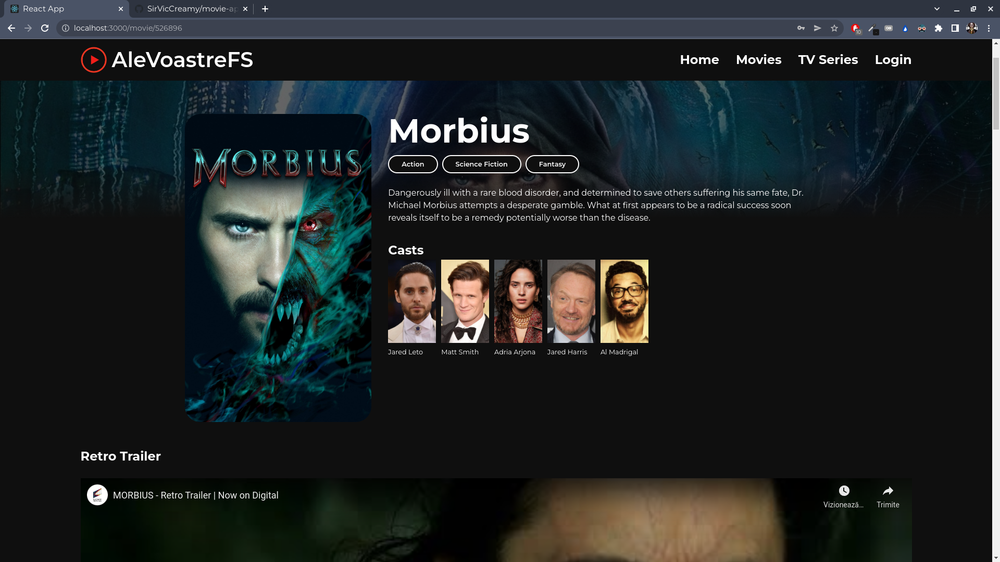 React App
SirVicCreamy/movie-ap
localhost:3000/movie/526896
10
AleVoastreFS
Home
Movies
TV Series
Login
MORBIUS
Morbius
Action
Science Fiction
Fantasy
Dangerously ill with a rare blood disorder, and determined to save others suffering his same fate, Dr.
Michael Morbius attempts a desperate gamble. What at first appears to be a radical success soon
reveals itself to be a remedy potentially worse than the disease.
Casts
Jared Leto
Matt Smith
Adria Arjona
Jared Harris
Al Madrigal
Retro Trailer
SONY
MORBIUS - Retro Trailer | Now on Digital
Vizionează...
Trimite